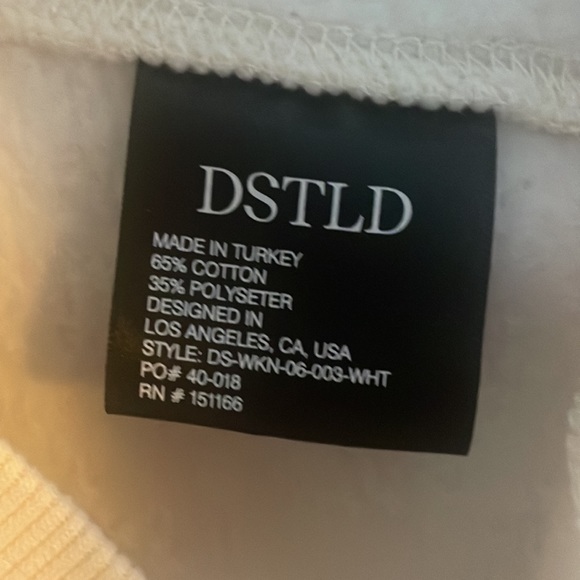 DSTLD
MADE IN TURKEY
65% COTTON
35% POLYSETER
DESIGNED IN
LOS ANGELES, CA, USA
STYLE: DS-WKN-06-003-WHT
PO# 40-018
RN # 151166